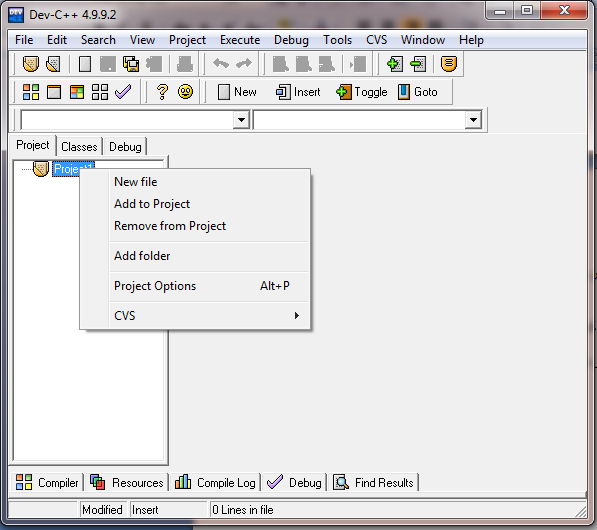 Dev-C++ 4.9.9.2
File Edit Search View Project Execute Debug Tools CVS Window Help
New Insert Toggle Goto
Project Classes Debug
Project1
New file
Add to Project
Remove from Project
Add folder
Project Options Alt+P
CVS
Compiler Resources Compile Log Debug Find Results
Modified Insert 0 Lines in file